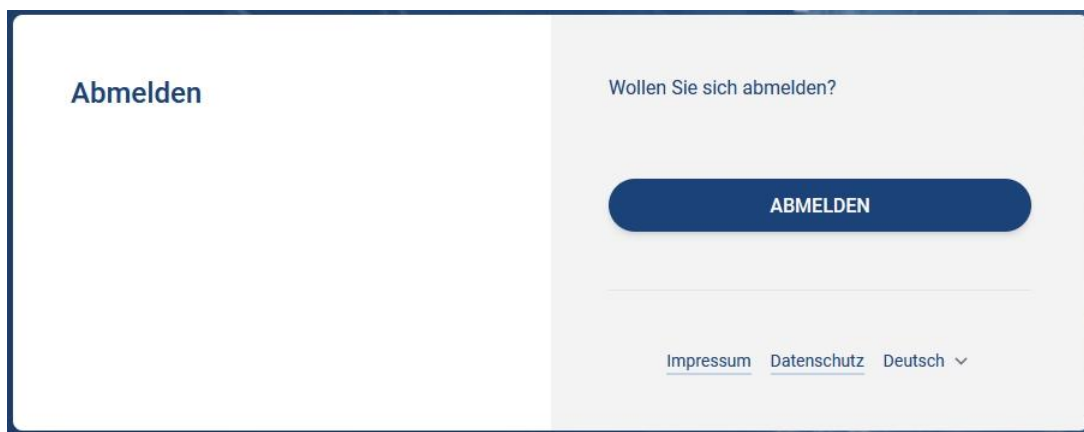 Abmelden
Wollen Sie sich abmelden?
ABMELDEN
Impressum Datenschutz Deutsch